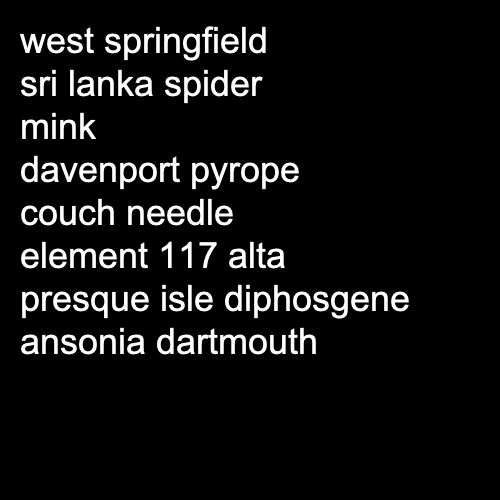 west springfield
sri lanka spider
mink
davenport pyrope
couch needle
element 117 alta
presque isle diphosgene
ansonia dartmouth